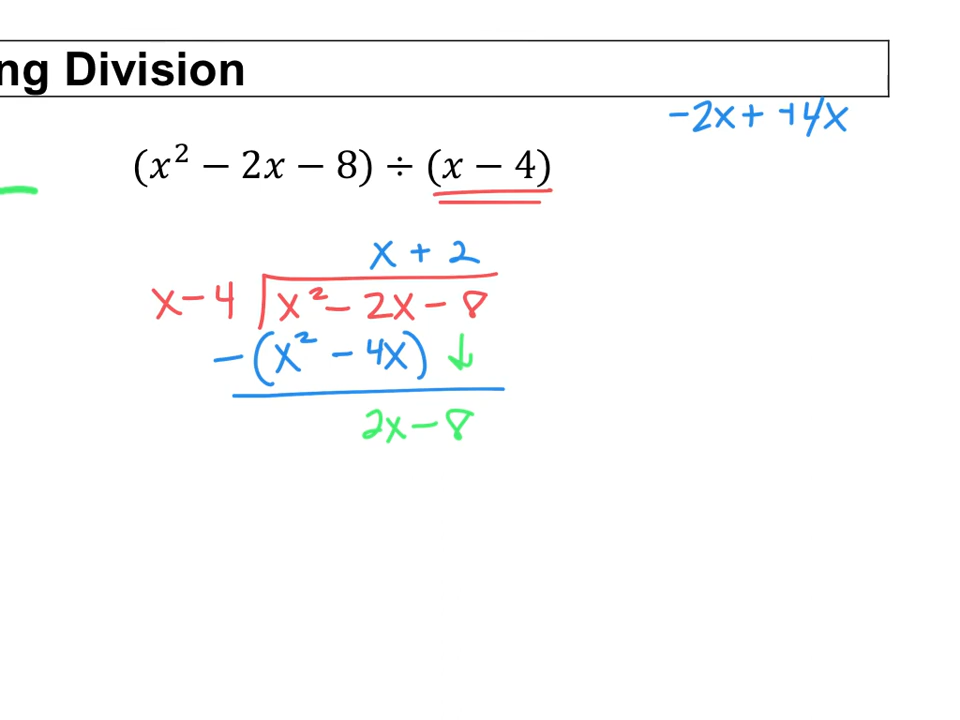 ng Division
-2x + +4x
(x² − 2x − 8) ÷ (x − 4)
x + 2
x - 4 x² - 2x - 8
- (x² - 4x) ↓
2x - 8